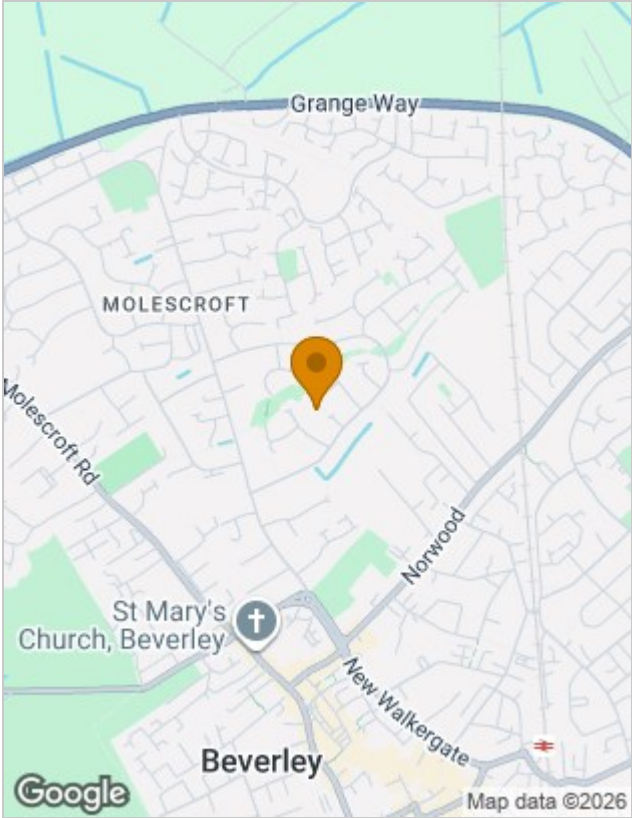 Grange Way
MOLESCROFT
Molescroft Rd
Norwood
St Mary's
Church, Beverley
New Walkergate
Beverley
Google
Map data ©2026